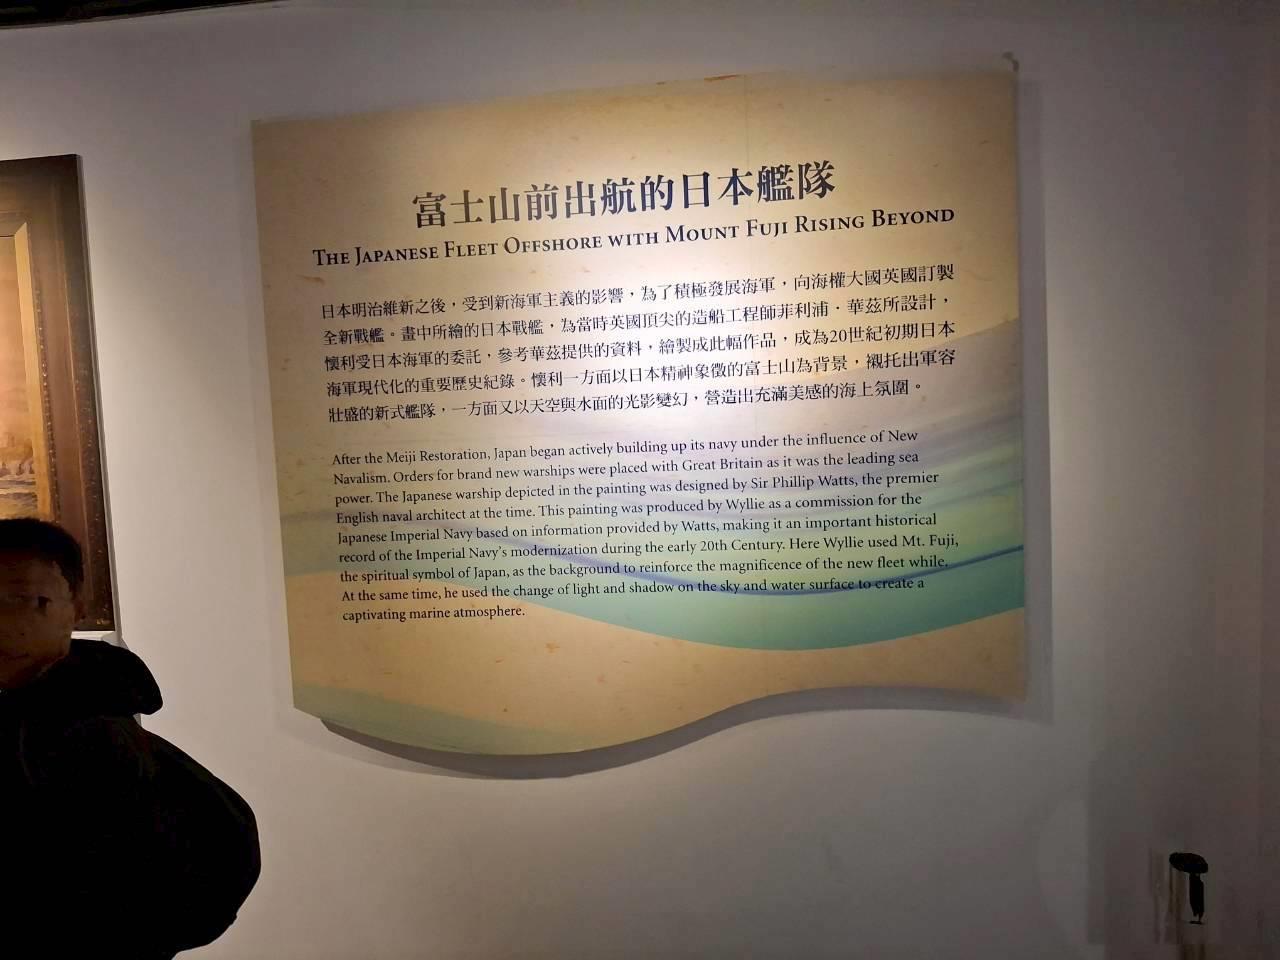 富士山前出航的日本艦隊
The Japanese Fleet Offshore with Mount Fuji Rising Beyond
日本明治維新之後，受到新海軍主義的影響，為了積極發展海軍，向海權大國英國訂製
全新戰艦。畫中所繪的日本戰艦，為當時英國頂尖的造船工程師菲利浦．華茲所設計，
懷利受日本海軍的委託，參考華茲提供的資料，繪製成此幅作品，成為20世紀初期日本
海軍現代化的重要歷史紀錄。懷利一方面以日本精神象徵的富士山為背景，襯托出軍容
壯盛的新式艦隊，一方面又以天空與水面的光影變幻，營造出充滿美感的海上氛圍。
After the Meiji Restoration, Japan began actively building up its navy under the influence of New
Navalism. Orders for brand new warships were placed with Great Britain as it was the leading sea
power. The Japanese warship depicted in the painting was designed by Sir Phillip Watts, the premier
English naval architect at the time. This painting was produced by Wyllie as a commission for the
Japanese Imperial Navy based on information provided by Watts, making it an important historical
record of the Imperial Navy's modernization during the early 20th Century. Here Wyllie used Mt. Fuji,
the spiritual symbol of Japan, as the background to reinforce the magnificence of the new fleet while.
At the same time, he used the change of light and shadow on the sky and water surface to create a
captivating marine atmosphere.